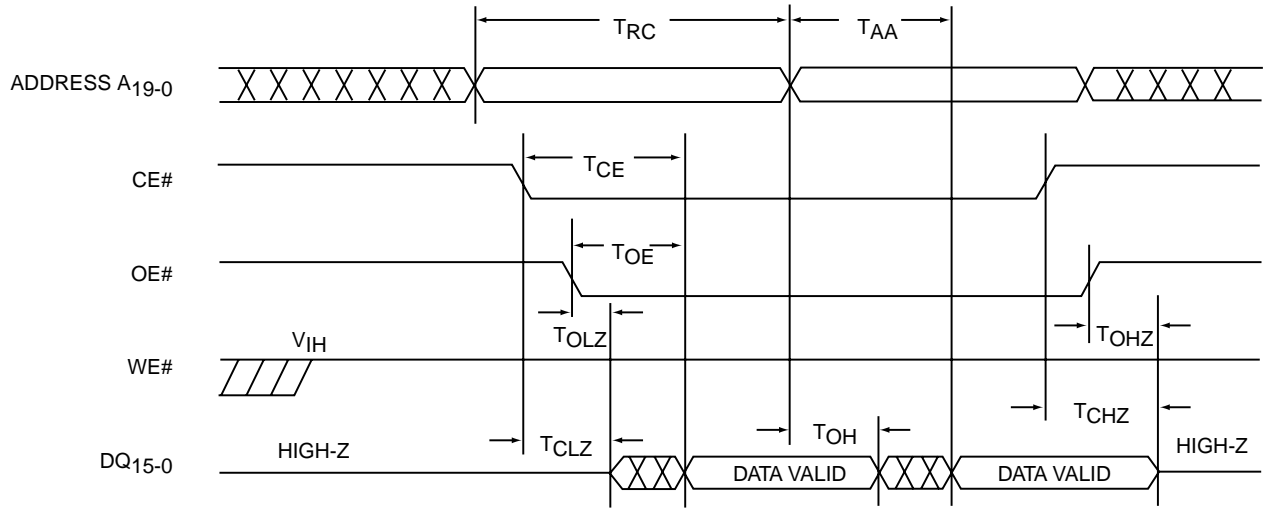 TRC TAA
ADDRESS A19-0
TCE
CE#
TOE
OE#
TOLZ TOHZ
VIH
WE#
TCLZ TOH TCHZ
DQ15-0 HIGH-Z DATA VALID DATA VALID HIGH-Z